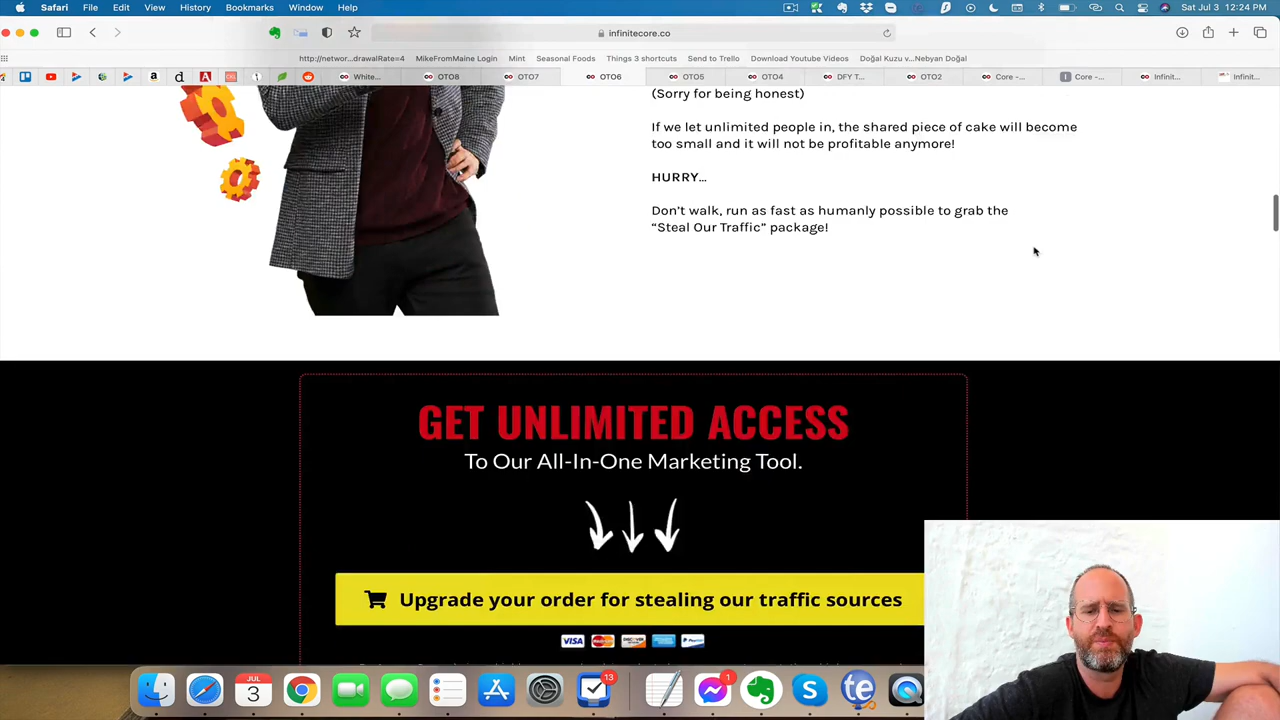 Safari File Edit View History Bookmarks Window Help
Sat Jul 3 12:24 PM
infinitecore.co
http://networ...drawalRate=4 MikeFromMaine Login Mint Seasonal Foods Things 3 shortcuts Send to Trello Download Youtube Videos Doğal Kuzu v...Nebyan Doğal
White... OTO8 OTO7 OTO6 OTO5 OTO4 DFY T... OTO2 Core -... Core -... Infinit... Infinit...
(Sorry for being honest)
If we let unlimited people in, the shared piece of cake will become
too small and it will not be profitable anymore!
HURRY...
Don’t walk, run as fast as humanly possible to grab the
“Steal Our Traffic” package!
GET UNLIMITED ACCESS
To Our All-In-One Marketing Tool.
Upgrade your order for stealing our traffic sources
VISA MasterCard DISCOVER PayPal
JUL
3
13
1